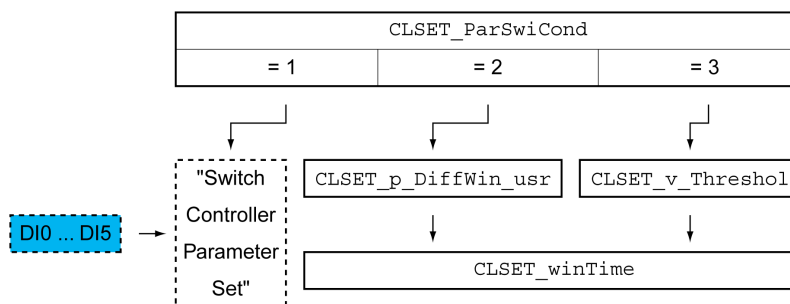 CLSET_ParSwiCond
= 1
= 2
= 3
"Switch
Controller
Parameter
Set"
CLSET_p_DiffWin_usr
CLSET_v_Threshol
DI0 ... DI5
CLSET_winTime